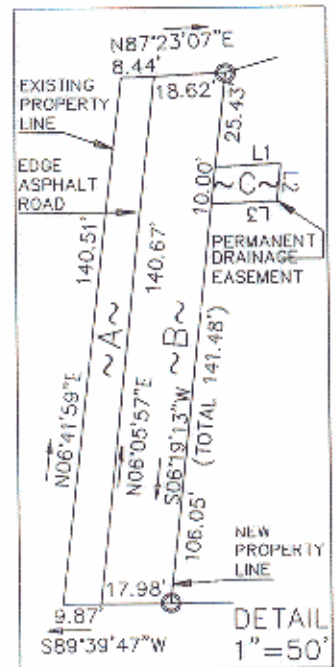 N87°23'07"E
8.44'
18.62'
EXISTING
PROPERTY
LINE
25.43'
EDGE
ASPHALT
ROAD
L1
~C~
L2
L3
10.00'
PERMANENT
DRAINAGE
EASEMENT
140.51'
140.67'
~A~
~B~
(TOTAL 141.48')
N06°41'59"E
N06°05'57"E
S06°19'13"W
106.05'
NEW
PROPERTY
LINE
17.98'
9.87'
S89°39'47"W
DETAIL
1"=50'